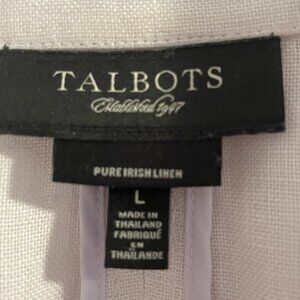 TALBOTS
Established 1947
PURE IRISH LINEN
L
MADE IN
THAILAND
FABRIQUÉ
EN
THAÏLANDE